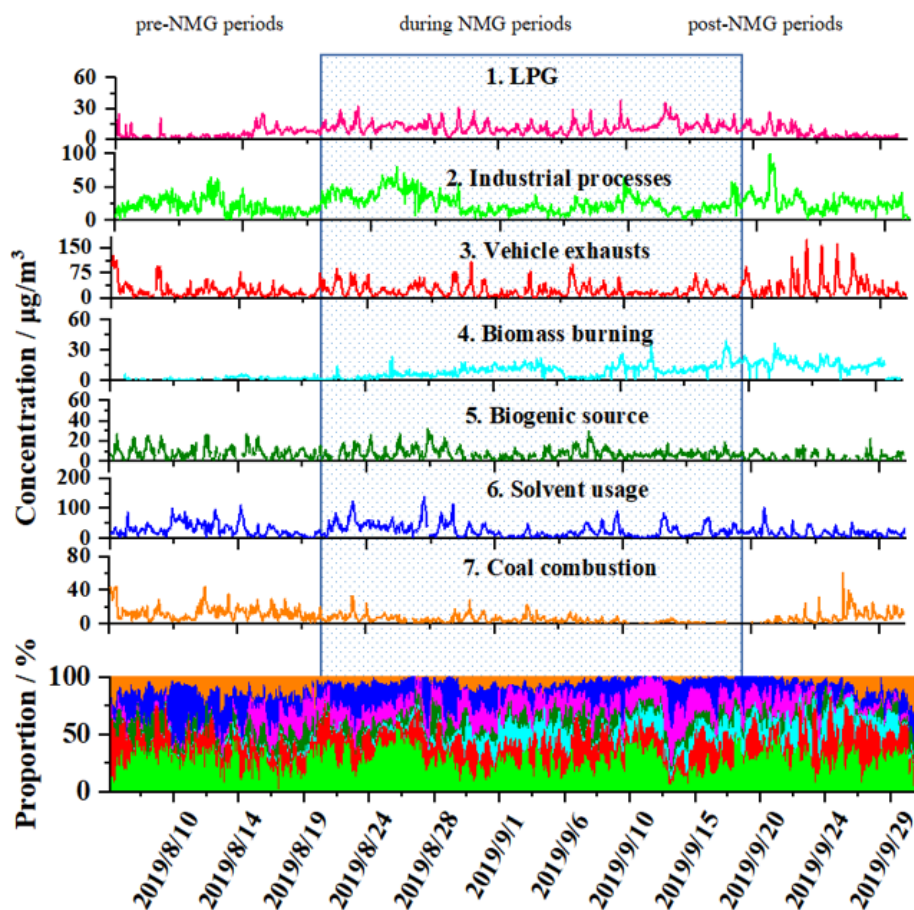 pre-NMG periods during NMG periods post-NMG periods
Concentration / μg/m³
1. LPG
60
30
0
2. Industrial processes
100
50
0
3. Vehicle exhausts
150
75
0
4. Biomass burning
60
30
0
5. Biogenic source
60
40
20
0
6. Solvent usage
200
100
0
7. Coal combustion
80
40
0
Proportion / %
100
50
0
2019/8/10 2019/8/14 2019/8/19 2019/8/24 2019/8/28 2019/9/1 2019/9/6 2019/9/10 2019/9/15 2019/9/20 2019/9/24 2019/9/29